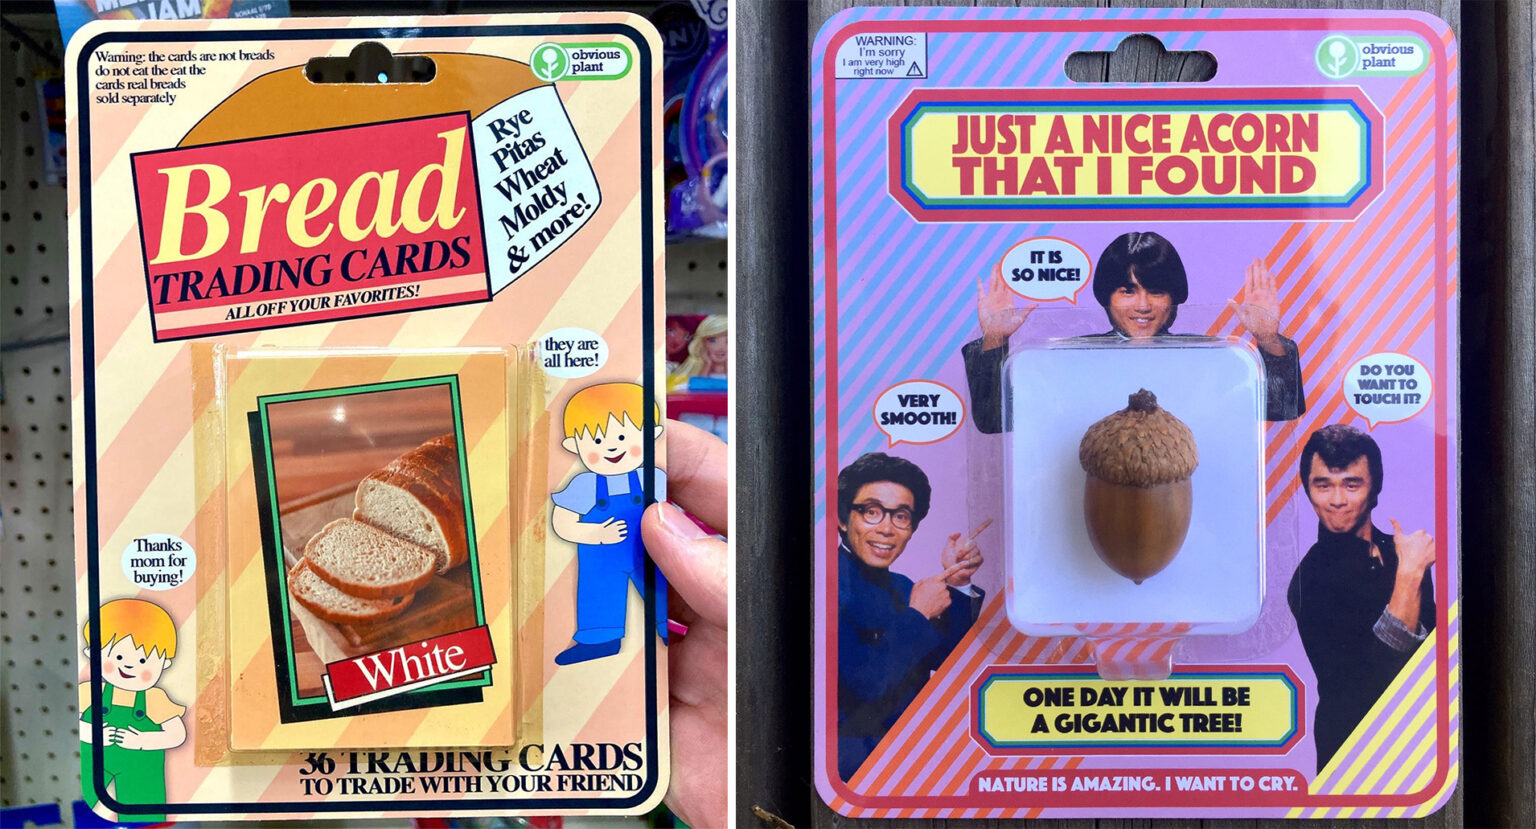 JAM
Warning: the cards are not breads
do not eat the eat the
cards real breads
sold separately
obvious
plant
Bread
TRADING CARDS
ALL OFF YOUR FAVORITES!
Rye
Pitas
Wheat
Moldy
& more!
they are
all here!
White
Thanks
mom for
buying!
36 TRADING CARDS
TO TRADE WITH YOUR FRIEND
WARNING:
I'm sorry
I am very high
right now
obvious
plant
JUST A NICE ACORN
THAT I FOUND
IT IS
SO NICE!
VERY
SMOOTH!
DO YOU
WANT TO
TOUCH IT?
ONE DAY IT WILL BE
A GIGANTIC TREE!
NATURE IS AMAZING. I WANT TO CRY.